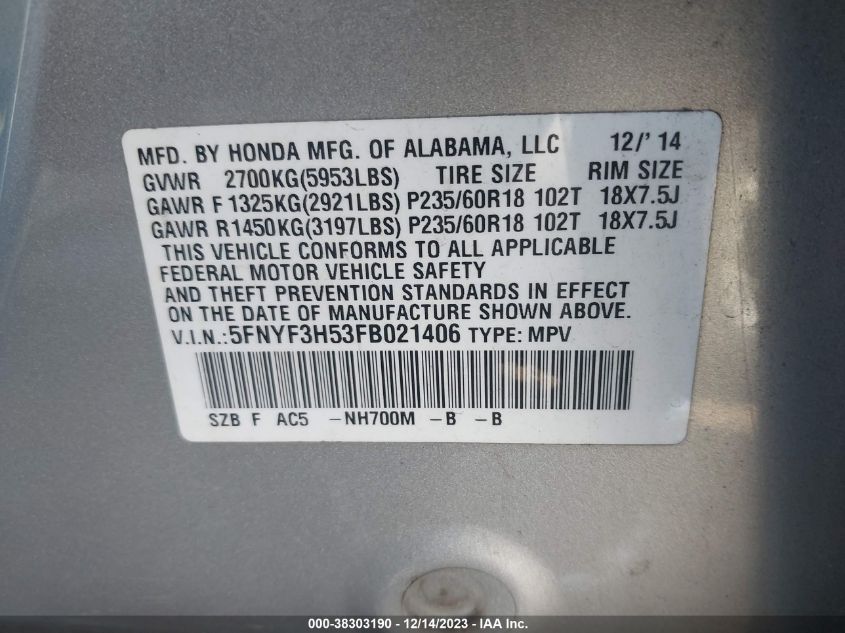 MFD. BY HONDA MFG. OF ALABAMA, LLC 12/' 14
GVWR 2700KG(5953LBS) TIRE SIZE RIM SIZE
GAWR F 1325KG(2921LBS) P235/60R18 102T 18X7.5J
GAWR R1450KG(3197LBS) P235/60R18 102T 18X7.5J
THIS VEHICLE CONFORMS TO ALL APPLICABLE
FEDERAL MOTOR VEHICLE SAFETY
AND THEFT PREVENTION STANDARDS IN EFFECT
ON THE DATE OF MANUFACTURE SHOWN ABOVE.
V.I.N.:5FNYF3H53FB021406 TYPE: MPV
SZB F AC5 -NH700M -B -B
000-38303190 - 12/14/2023 - IAA Inc.